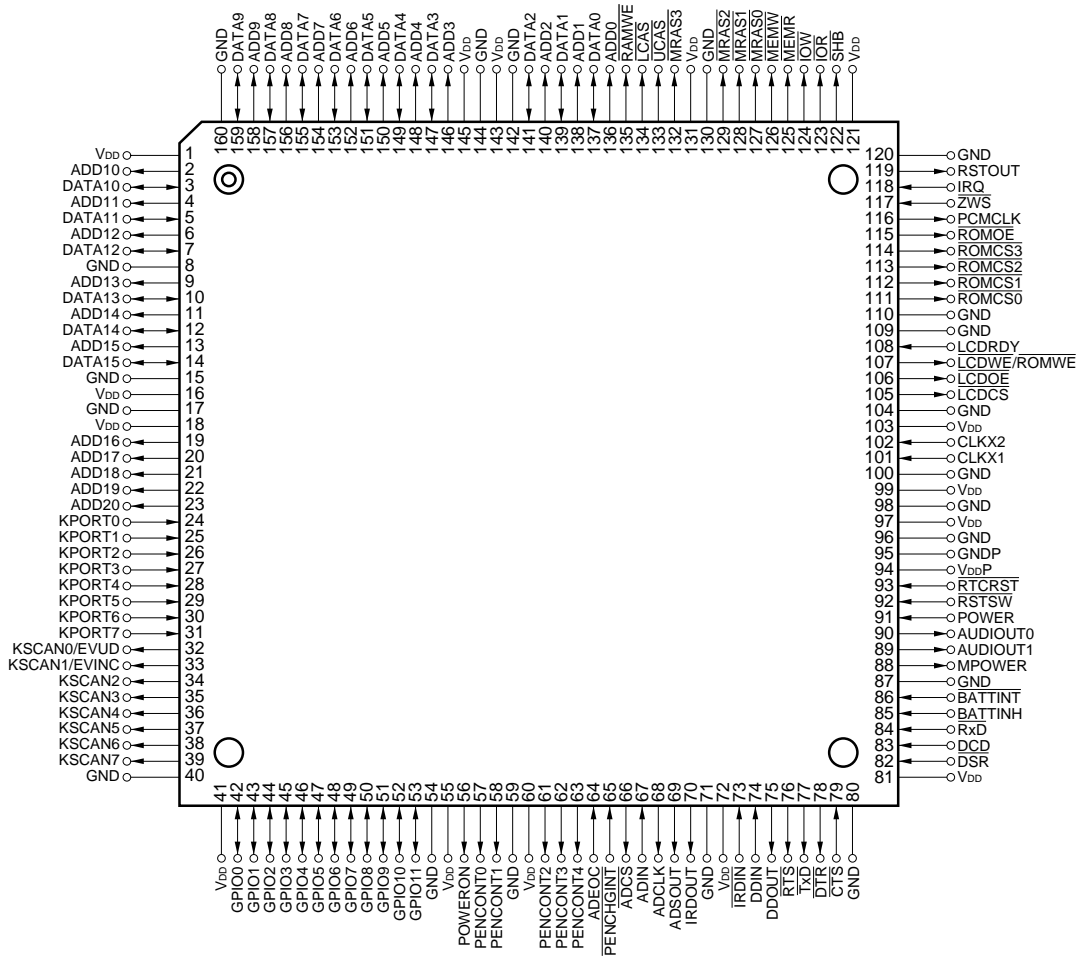 GND
DATA9
ADD9
DATA8
ADD8
DATA7
ADD7
DATA6
ADD6
DATA5
ADD5
DATA4
ADD4
DATA3
ADD3
VDD
GND
VDD
GND
DATA2
ADD2
DATA1
ADD1
DATA0
ADD0
RAMWE
LCAS
UCAS
MRAS3
VDD
GND
MRAS2
MRAS1
MRAS0
MEMW
MEMR
IOW
IOR
SHB
VDD
160
159
158
157
156
155
154
153
152
151
150
149
148
147
146
145
144
143
142
141
140
139
138
137
136
135
134
133
132
131
130
129
128
127
126
125
124
123
122
121
VDD 1
ADD10 2
DATA10 3
ADD11 4
DATA11 5
ADD12 6
DATA12 7
GND 8
ADD13 9
DATA13 10
ADD14 11
DATA14 12
ADD15 13
DATA15 14
GND 15
VDD 16
GND 17
VDD 18
ADD16 19
ADD17 20
ADD18 21
ADD19 22
ADD20 23
KPORT0 24
KPORT1 25
KPORT2 26
KPORT3 27
KPORT4 28
KPORT5 29
KPORT6 30
KPORT7 31
KSCAN0/EVUD 32
KSCAN1/EVINC 33
KSCAN2 34
KSCAN3 35
KSCAN4 36
KSCAN5 37
KSCAN6 38
KSCAN7 39
GND 40
120 GND
119 RSTOUT
118 IRQ
117 ZWS
116 PCMCLK
115 ROMOE
114 ROMCS3
113 ROMCS2
112 ROMCS1
111 ROMCS0
110 GND
109 GND
108 LCDRDY
107 LCDWE/ROMWE
106 LCDOE
105 LCDCS
104 GND
103 VDD
102 CLKX2
101 CLKX1
100 GND
99 VDD
98 GND
97 VDD
96 GND
95 GNDP
94 VDDP
93 RTCRST
92 RSTSW
91 POWER
90 AUDIOUT0
89 AUDIOUT1
88 MPOWER
87 GND
86 BATTINT
85 BATTINH
84 RxD
83 DCD
82 DSR
81 VDD
41
42
43
44
45
46
47
48
49
50
51
52
53
54
55
56
57
58
59
60
61
62
63
64
65
66
67
68
69
70
71
72
73
74
75
76
77
78
79
80
VDD
GPIO0
GPIO1
GPIO2
GPIO3
GPIO4
GPIO5
GPIO6
GPIO7
GPIO8
GPIO9
GPIO10
GPIO11
GND
VDD
POWERON
PENCONT0
PENCONT1
GND
VDD
PENCONT2
PENCONT3
PENCONT4
ADEOC
PENCHGINT
ADCS
ADIN
ADCLK
ADSOUT
IRDOUT
GND
VDD
IRDIN
DDIN
DDOUT
RTS
TxD
DTR
CTS
GND